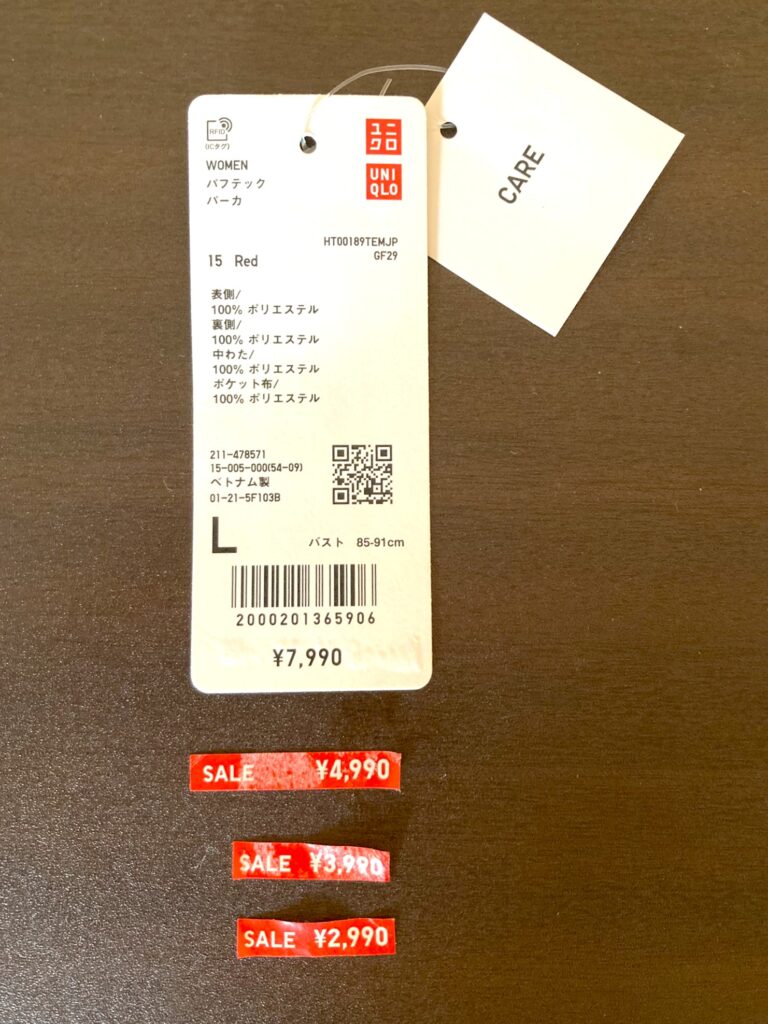 RFID
(ICタグ)
ユニ
クロ
UNI
QLO
WOMEN
パフテック
パーカ
HT00189TEMJP
GF29
15 Red
表側/
100% ポリエステル
裏側/
100% ポリエステル
中わた/
100% ポリエステル
ポケット布/
100% ポリエステル
211-478571
15-005-000(54-09)
ベトナム製
01-21-5F103B
L バスト 85-91cm
2000201365906
¥7,990
CARE
SALE ¥4,990
SALE ¥3,990
SALE ¥2,990